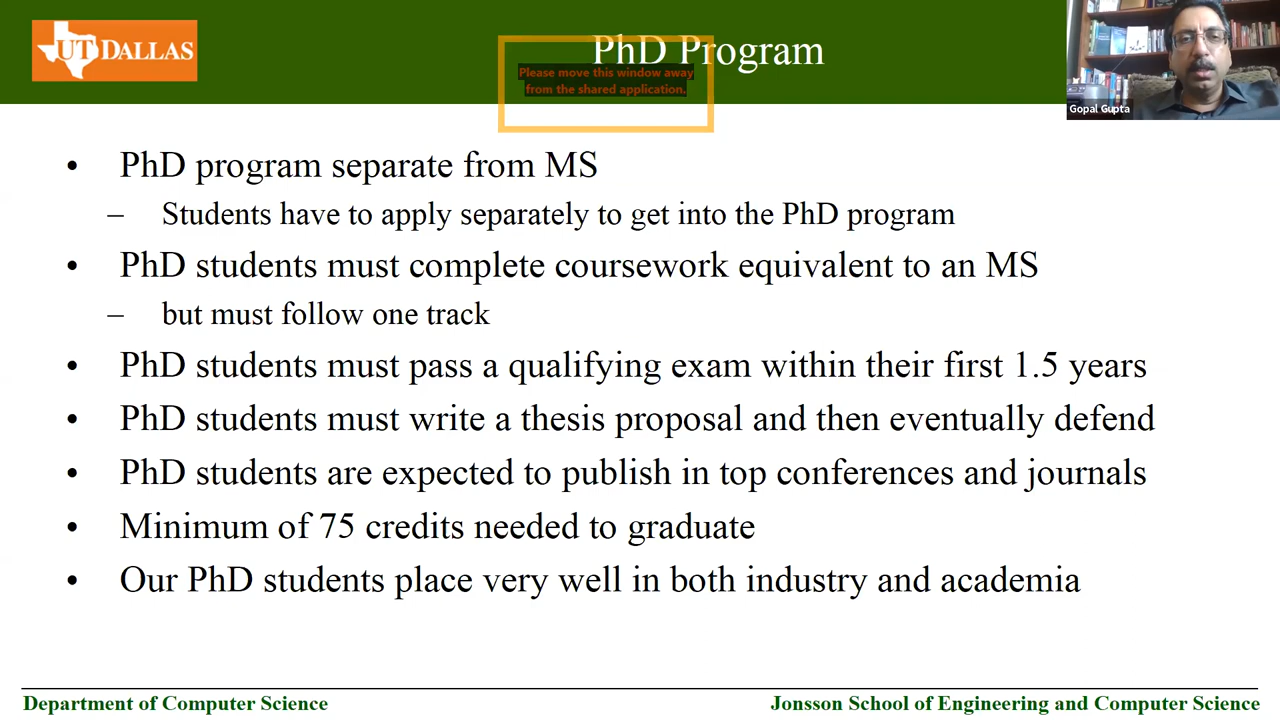 UT DALLAS
PhD Program
Please move this window away
from the shared application.
Gopal Gupta
• PhD program separate from MS
– Students have to apply separately to get into the PhD program
• PhD students must complete coursework equivalent to an MS
– but must follow one track
• PhD students must pass a qualifying exam within their first 1.5 years
• PhD students must write a thesis proposal and then eventually defend
• PhD students are expected to publish in top conferences and journals
• Minimum of 75 credits needed to graduate
• Our PhD students place very well in both industry and academia
Department of Computer Science
Jonsson School of Engineering and Computer Science